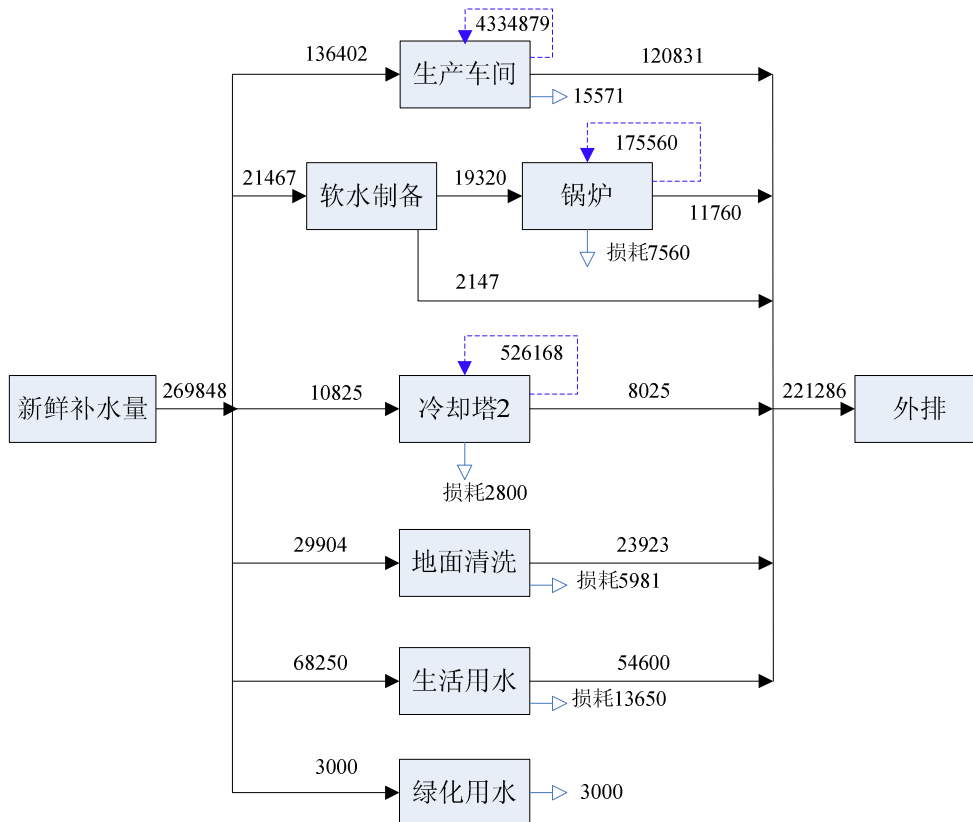 4334879
136402
生产车间
120831
15571
175560
21467
软水制备
19320
锅炉
11760
损耗7560
2147
526168
新鲜补水量
269848
10825
冷却塔2
8025
221286
外排
损耗2800
29904
地面清洗
23923
损耗5981
68250
生活用水
54600
损耗13650
3000
绿化用水
3000